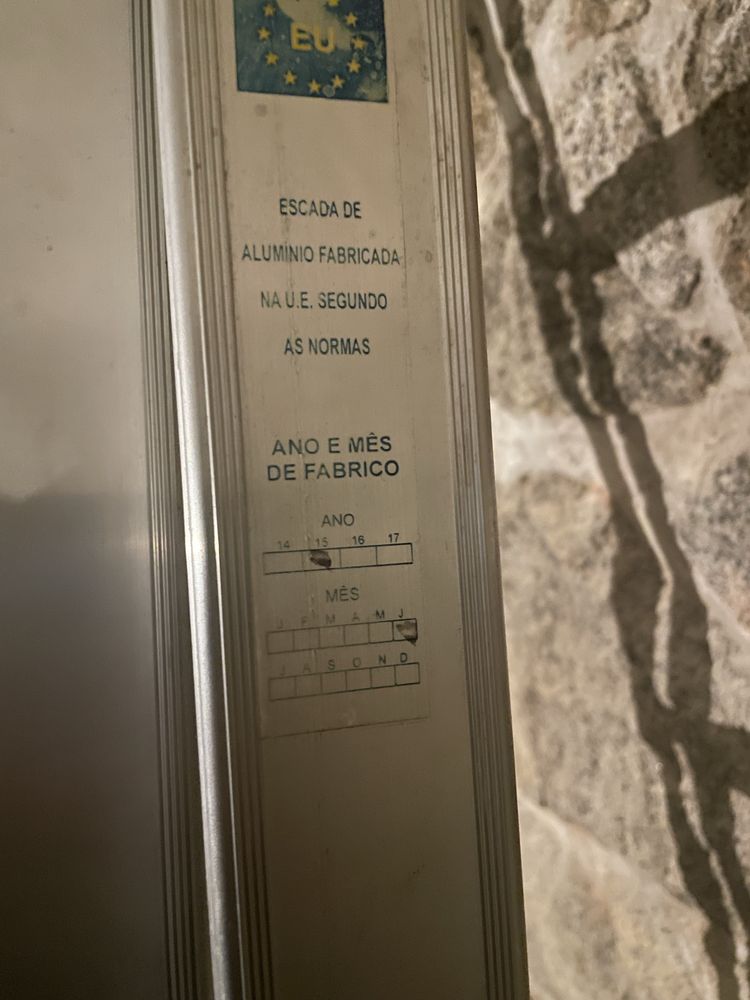 EU
ESCADA DE
ALUMINIO FABRICADA
NA U.E. SEGUNDO
AS NORMAS
ANO E MÊS
DE FABRICO
ANO
14 15 16 17
MÊS
J F M A M J
J A S O N D